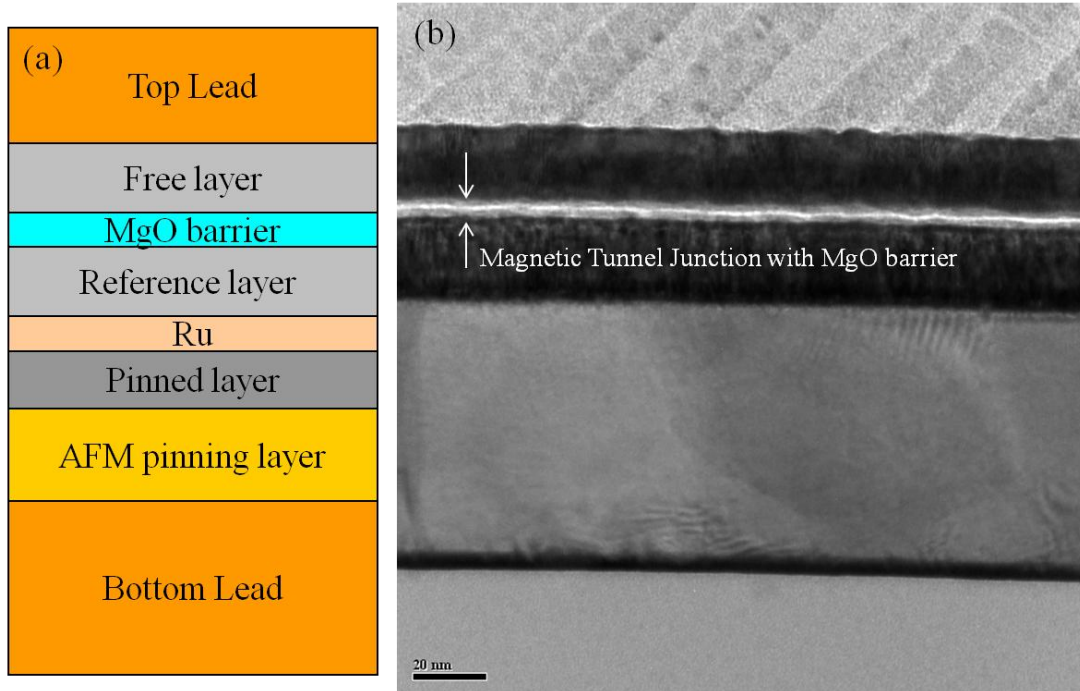 (a)
Top Lead
Free layer
MgO barrier
Reference layer
Ru
Pinned layer
AFM pinning layer
Bottom Lead
(b)
Magnetic Tunnel Junction with MgO barrier
20 nm